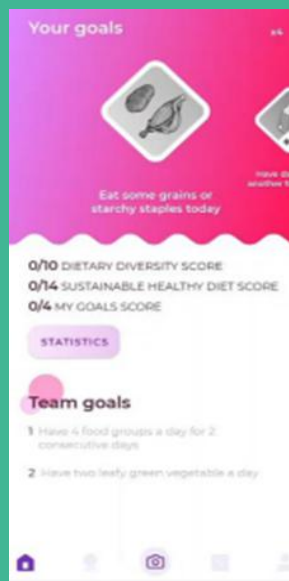 Your goals
x4
Eat some grains or
starchy staples today
0/10 DIETARY DIVERSITY SCORE
0/14 SUSTAINABLE HEALTHY DIET SCORE
0/4 MY GOALS SCORE
STATISTICS
Team goals
1 Have 4 food groups a day for 2
consecutive days
2 Have two leafy green vegetable a day